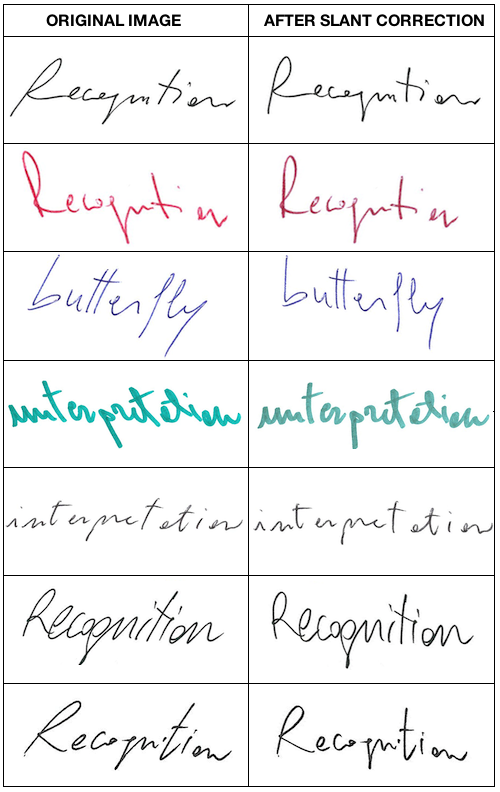 ORIGINAL IMAGE AFTER SLANT CORRECTION
Recognition Recognition
Recognition Recognition
butterfly butterfly
interpretation interpretation
interpretation interpretation
Recognition Recognition
Recognition Recognition